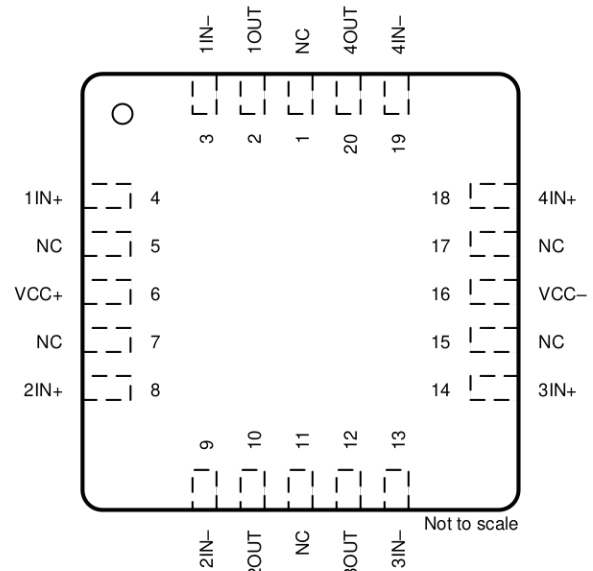 1IN–
1OUT
NC
4OUT
4IN–
3
2
1
20
19
1IN+
4
18
4IN+
NC
5
17
NC
VCC+
6
16
VCC–
NC
7
15
NC
2IN+
8
14
3IN+
9
10
11
12
13
Not to scale
2IN–
2OUT
NC
3OUT
3IN–